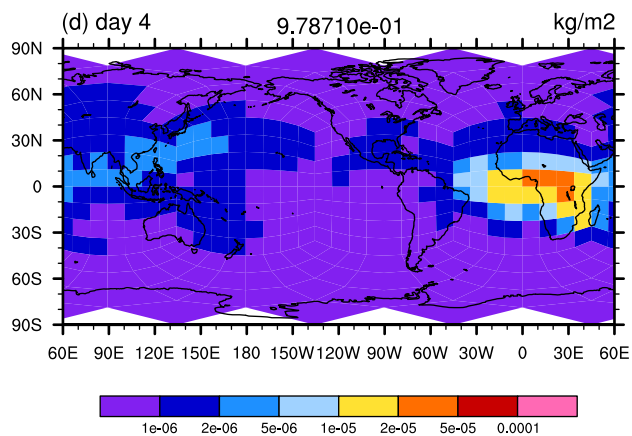 (d) day 4 9.78710e-01 kg/m2
90N
60N
30N
0
30S
60S
90S
60E 90E 120E 150E 180 150W 120W 90W 60W 30W 0 30E 60E
1e-06 2e-06 5e-06 1e-05 2e-05 5e-05 0.0001